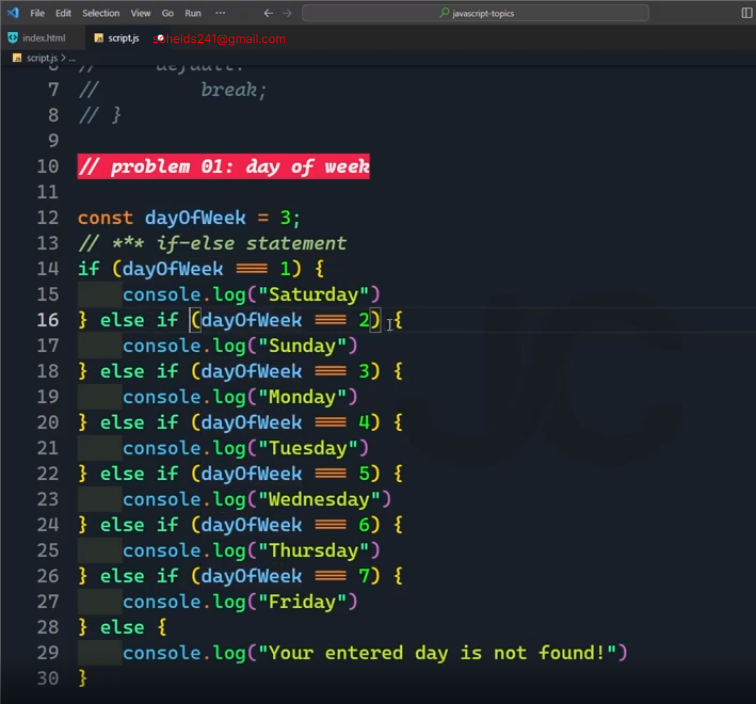 File Edit Selection View Go Run ··· ← → javascript-topics
index.html script.js sohelds241@gmail.com
script.js > ...
6 // default:
7 // break;
8 // }
9
10 // problem 01: day of week
11
12 const dayOfWeek = 3;
13 // *** if-else statement
14 if (dayOfWeek === 1) {
15 console.log("Saturday")
16 } else if (dayOfWeek === 2) {
17 console.log("Sunday")
18 } else if (dayOfWeek === 3) {
19 console.log("Monday")
20 } else if (dayOfWeek === 4) {
21 console.log("Tuesday")
22 } else if (dayOfWeek === 5) {
23 console.log("Wednesday")
24 } else if (dayOfWeek === 6) {
25 console.log("Thursday")
26 } else if (dayOfWeek === 7) {
27 console.log("Friday")
28 } else {
29 console.log("Your entered day is not found!")
30 }
JC